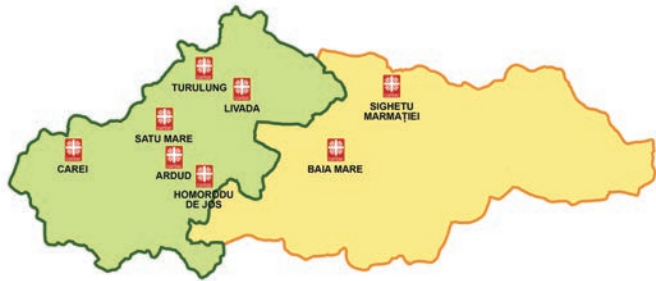 TURULUNG
LIVADA
SIGHETU
MARMAȚIEI
SATU MARE
CAREI
ARDUD
BAIA MARE
HOMORODU
DE JOS